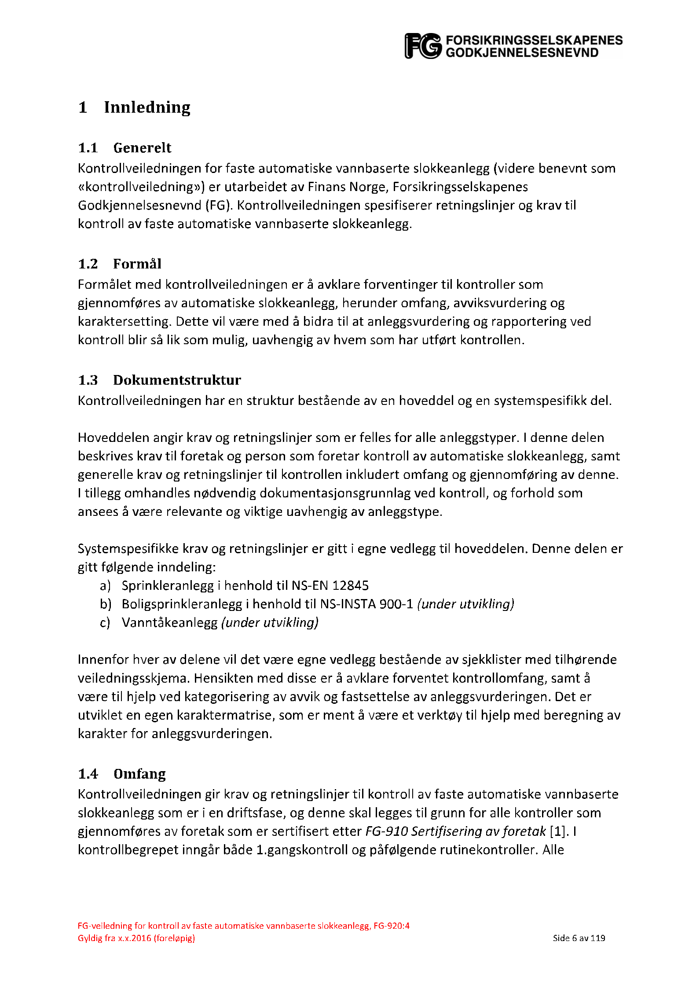 FG FORSIKRINGSSELSKAPENES
GODKJENNELSESNEVND
1 Innledning
1.1 Generelt
Kontrollveiledningen for faste automatiske vannbaserte slokkeanlegg (videre benevnt som
«kontrollveiledning») er utarbeidet av Finans Norge, Forsikringsselskapenes
Godkjennelsesnevnd (FG). Kontrollveiledningen spesifiserer retningslinjer og krav til
kontroll av faste automatiske vannbaserte slokkeanlegg.
1.2 Formål
Formålet med kontrollveiledningen er å avklare forventinger til kontroller som
gjennomføres av automatiske slokkeanlegg, herunder omfang, avviksvurdering og
karaktersetting. Dette vil være med å bidra til at anleggsvurdering og rapportering ved
kontroll blir så lik som mulig, uavhengig av hvem som har utført kontrollen.
1.3 Dokumentstruktur
Kontrollveiledningen har en struktur bestående av en hoveddel og en systemspesifikk del.
Hoveddelen angir krav og retningslinjer som er felles for alle anleggstyper. I denne delen
beskrives krav til foretak og person som foretar kontroll av automatiske slokkeanlegg, samt
generelle krav og retningslinjer til kontrollen inkludert omfang og gjennomføring av denne.
I tillegg omhandles nødvendig dokumentasjonsgrunnlag ved kontroll, og forhold som
ansees å være relevante og viktige uavhengig av anleggstype.
Systemspesifikke krav og retningslinjer er gitt i egne vedlegg til hoveddelen. Denne delen er
gitt følgende inndeling:
a) Sprinkleranlegg i henhold til NS-EN 12845
b) Boligsprinkleranlegg i henhold til NS-INSTA 900-1 (under utvikling)
c) Vanntåkeanlegg (under utvikling)
Innenfor hver av delene vil det være egne vedlegg bestående av sjekklister med tilhørende
veiledningsskjema. Hensikten med disse er å avklare forventet kontrollomfang, samt å
være til hjelp ved kategorisering av avvik og fastsettelse av anleggsvurderingen. Det er
utviklet en egen karaktermatrise, som er ment å være et verktøy til hjelp med beregning av
karakter for anleggsvurderingen.
1.4 Omfang
Kontrollveiledningen gir krav og retningslinjer til kontroll av faste automatiske vannbaserte
slokkeanlegg som er i en driftsfase, og denne skal legges til grunn for alle kontroller som
gjennomføres av foretak som er sertifisert etter FG-910 Sertifisering av foretak [1]. I
kontrollbegrepet inngår både 1.gangskontroll og påfølgende rutinekontroller. Alle
FG-veiledning for kontroll av faste automatiske vannbaserte slokkeanlegg, FG-920:4
Gyldig fra x.x.2016 (foreløpig) Side 6 av 119